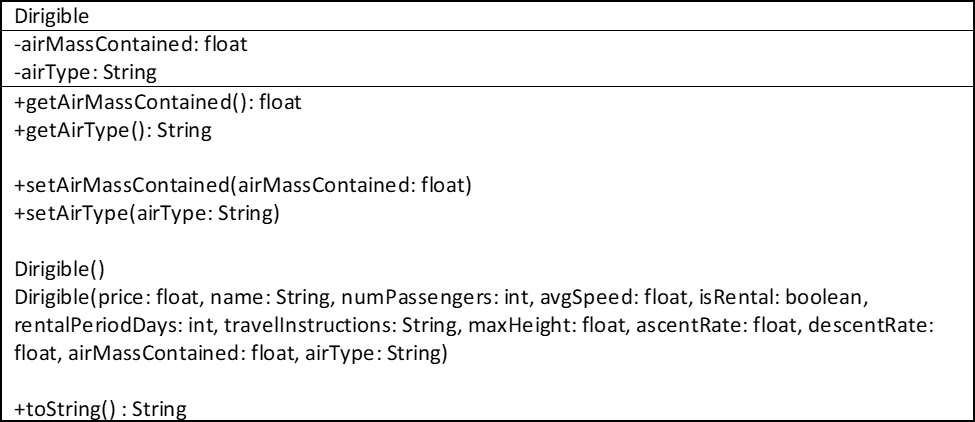 Dirigible
-airMassContained: float
-airType: String
+getAirMassContained(): float
+getAirType(): String
+setAirMassContained(airMassContained: float)
+setAirType(airType: String)
Dirigible()
Dirigible(price: float, name: String, numPassengers: int, avgSpeed: float, isRental: boolean,
rentalPeriodDays: int, travelInstructions: String, maxHeight: float, ascentRate: float, descentRate:
float, airMassContained: float, airType: String)
+toString() : String